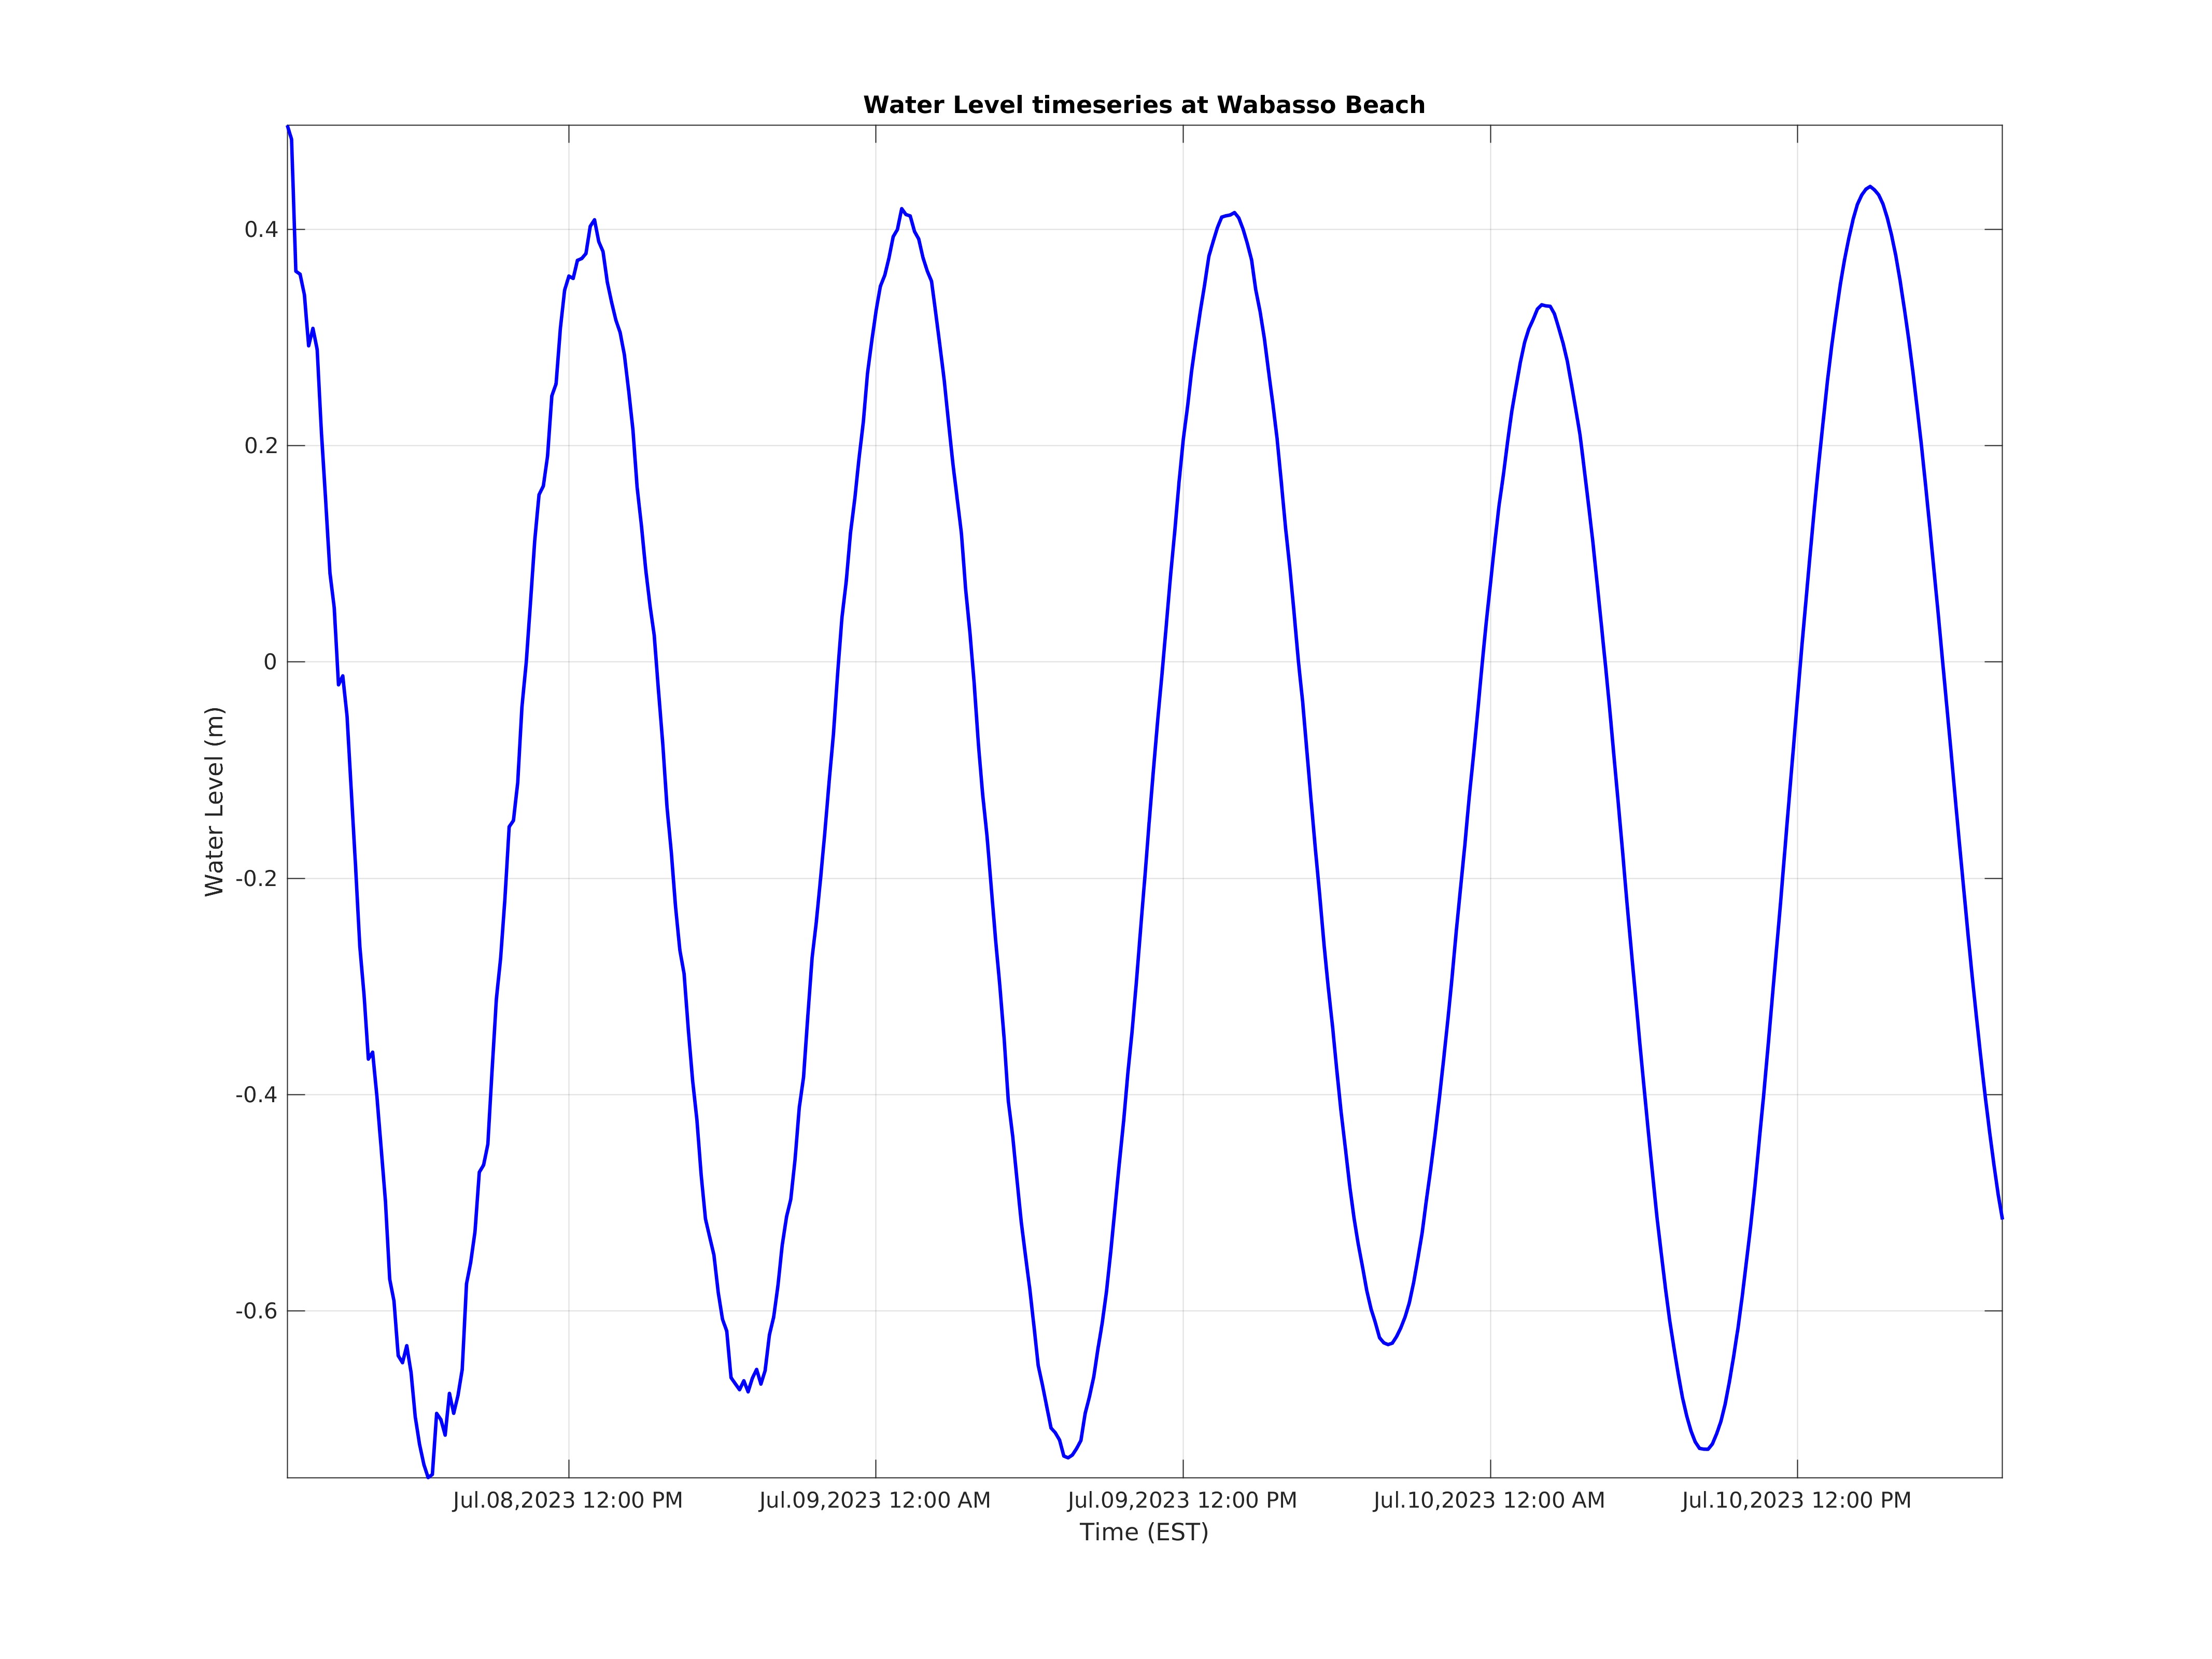 Water Level timeseries at Wabasso Beach
0.4
0.2
0
-0.2
-0.4
-0.6
Water Level (m)
Jul.08,2023 12:00 PM Jul.09,2023 12:00 AM Jul.09,2023 12:00 PM Jul.10,2023 12:00 AM Jul.10,2023 12:00 PM
Time (EST)